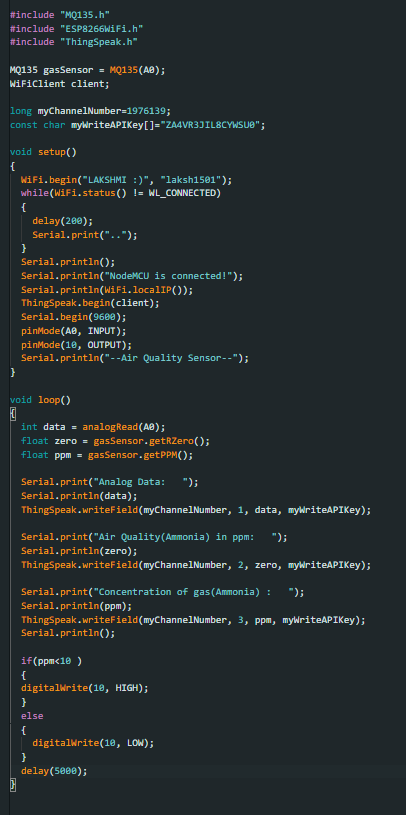 #include "MQ135.h"
#include "ESP8266WiFi.h"
#include "ThingSpeak.h"
MQ135 gasSensor = MQ135(A0);
WiFiClient client;
long myChannelNumber=1976139;
const char myWriteAPIKey[]="ZA4VR3JIL8CYWSU0";
void setup()
{
WiFi.begin("LAKSHMI :)", "laksh1501");
while(WiFi.status() != WL_CONNECTED)
{
delay(200);
Serial.print("..");
}
Serial.println();
Serial.println("NodeMCU is connected!");
Serial.println(WiFi.localIP());
ThingSpeak.begin(client);
Serial.begin(9600);
pinMode(A0, INPUT);
pinMode(10, OUTPUT);
Serial.println("--Air Quality Sensor--");
}
void loop()
{
int data = analogRead(A0);
float zero = gasSensor.getRZero();
float ppm = gasSensor.getPPM();
Serial.print("Analog Data:   ");
Serial.println(data);
ThingSpeak.writeField(myChannelNumber, 1, data, myWriteAPIKey);
Serial.print("Air Quality(Ammonia) in ppm:   ");
Serial.println(zero);
ThingSpeak.writeField(myChannelNumber, 2, zero, myWriteAPIKey);
Serial.print("Concentration of gas(Ammonia) :   ");
Serial.println(ppm);
ThingSpeak.writeField(myChannelNumber, 3, ppm, myWriteAPIKey);
Serial.println();
if(ppm<10 )
{
digitalWrite(10, HIGH);
}
else
{
digitalWrite(10, LOW);
}
delay(5000);
}